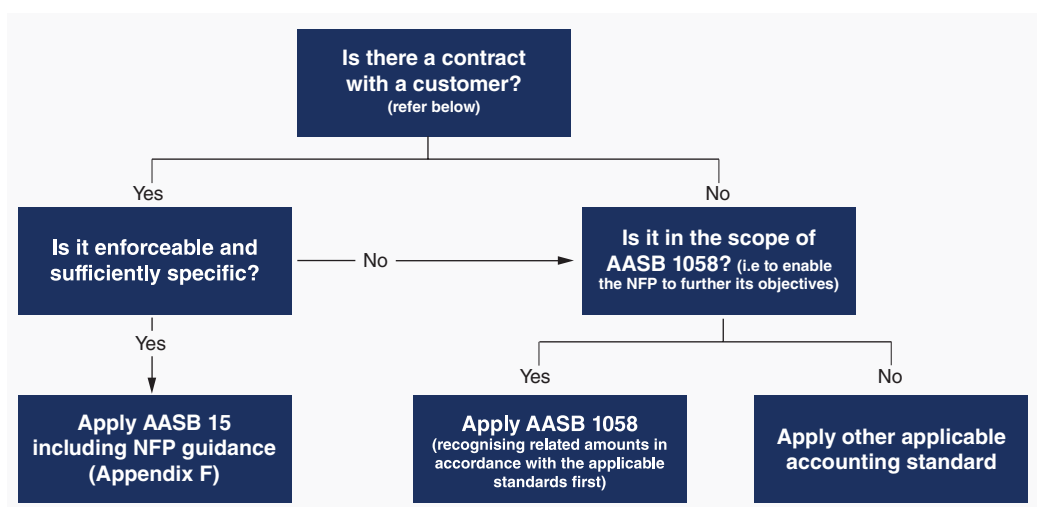 Is there a contract
with a customer?
(refer below)
Yes
No
Is it enforceable and
sufficiently specific?
No
Is it in the scope of
AASB 1058? (i.e to enable
the NFP to further its objectives)
Yes
Yes
No
Apply AASB 15
including NFP guidance
(Appendix F)
Apply AASB 1058
(recognising related amounts in
accordance with the applicable
standards first)
Apply other applicable
accounting standard